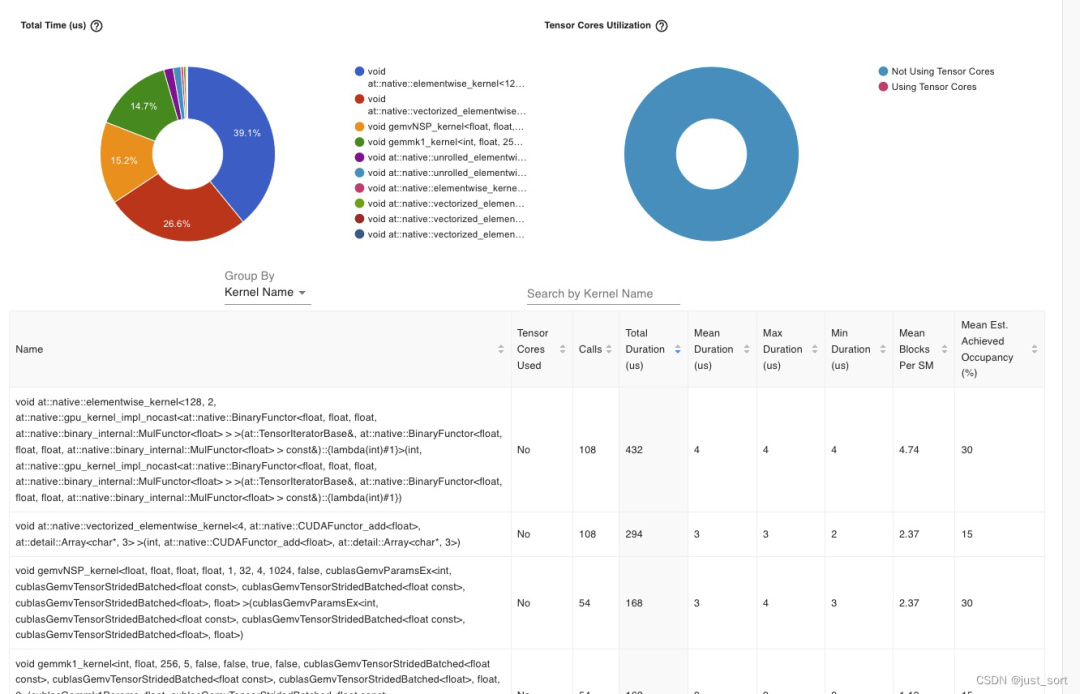 Total Time (us) ?
Tensor Cores Utilization ?
39.1%
26.6%
15.2%
14.7%
void
at::native::elementwise_kernel<12...
void
at::native::vectorized_elementwise...
void gemvNSP_kernel<float, float,...
void gemmk1_kernel<int, float, 25...
void at::native::unrolled_elementwi...
void at::native::unrolled_elementwi...
void at::native::elementwise_kerne...
void at::native::vectorized_elemen...
void at::native::vectorized_elemen...
void at::native::vectorized_elemen...
Not Using Tensor Cores
Using Tensor Cores
Group By
Kernel Name
Search by Kernel Name
Name
Tensor
Cores
Used
Calls
Total
Duration
(us)
Mean
Duration
(us)
Max
Duration
(us)
Min
Duration
(us)
Mean
Blocks
Per SM
Mean Est.
Achieved
Occupancy
(%)
void at::native::elementwise_kernel<128, 2,
at::native::gpu_kernel_impl_nocast<at::native::BinaryFunctor<float, float, float,
at::native::binary_internal::MulFunctor<float> > >(at::TensorIteratorBase&, at::native::BinaryFunctor<float,
float, float, at::native::binary_internal::MulFunctor<float> > const&)::{lambda(int)#1}>(int,
at::native::gpu_kernel_impl_nocast<at::native::BinaryFunctor<float, float, float,
at::native::binary_internal::MulFunctor<float> > >(at::TensorIteratorBase&, at::native::BinaryFunctor<float,
float, float, at::native::binary_internal::MulFunctor<float> > const&)::{lambda(int)#1})
No
108
432
4
4
4
4.74
30
void at::native::vectorized_elementwise_kernel<4, at::native::CUDAFunctor_add<float>,
at::detail::Array<char*, 3> >(int, at::native::CUDAFunctor_add<float>, at::detail::Array<char*, 3>)
No
108
294
3
3
2
2.37
15
void gemvNSP_kernel<float, float, float, float, 1, 32, 4, 1024, false, cublasGemvParamsEx<int,
cublasGemvTensorStridedBatched<float const>, cublasGemvTensorStridedBatched<float const>,
cublasGemvTensorStridedBatched<float>, float> >(cublasGemvParamsEx<int,
cublasGemvTensorStridedBatched<float const>, cublasGemvTensorStridedBatched<float const>,
cublasGemvTensorStridedBatched<float>, float)
No
54
168
3
4
3
2.37
30
void gemmk1_kernel<int, float, 256, 5, false, false, true, false, cublasGemvTensorStridedBatched<float
const>, cublasGemvTensorStridedBatched<float const>, cublasGemvTensorStridedBatched<float>, float,
CSDN @just_sort